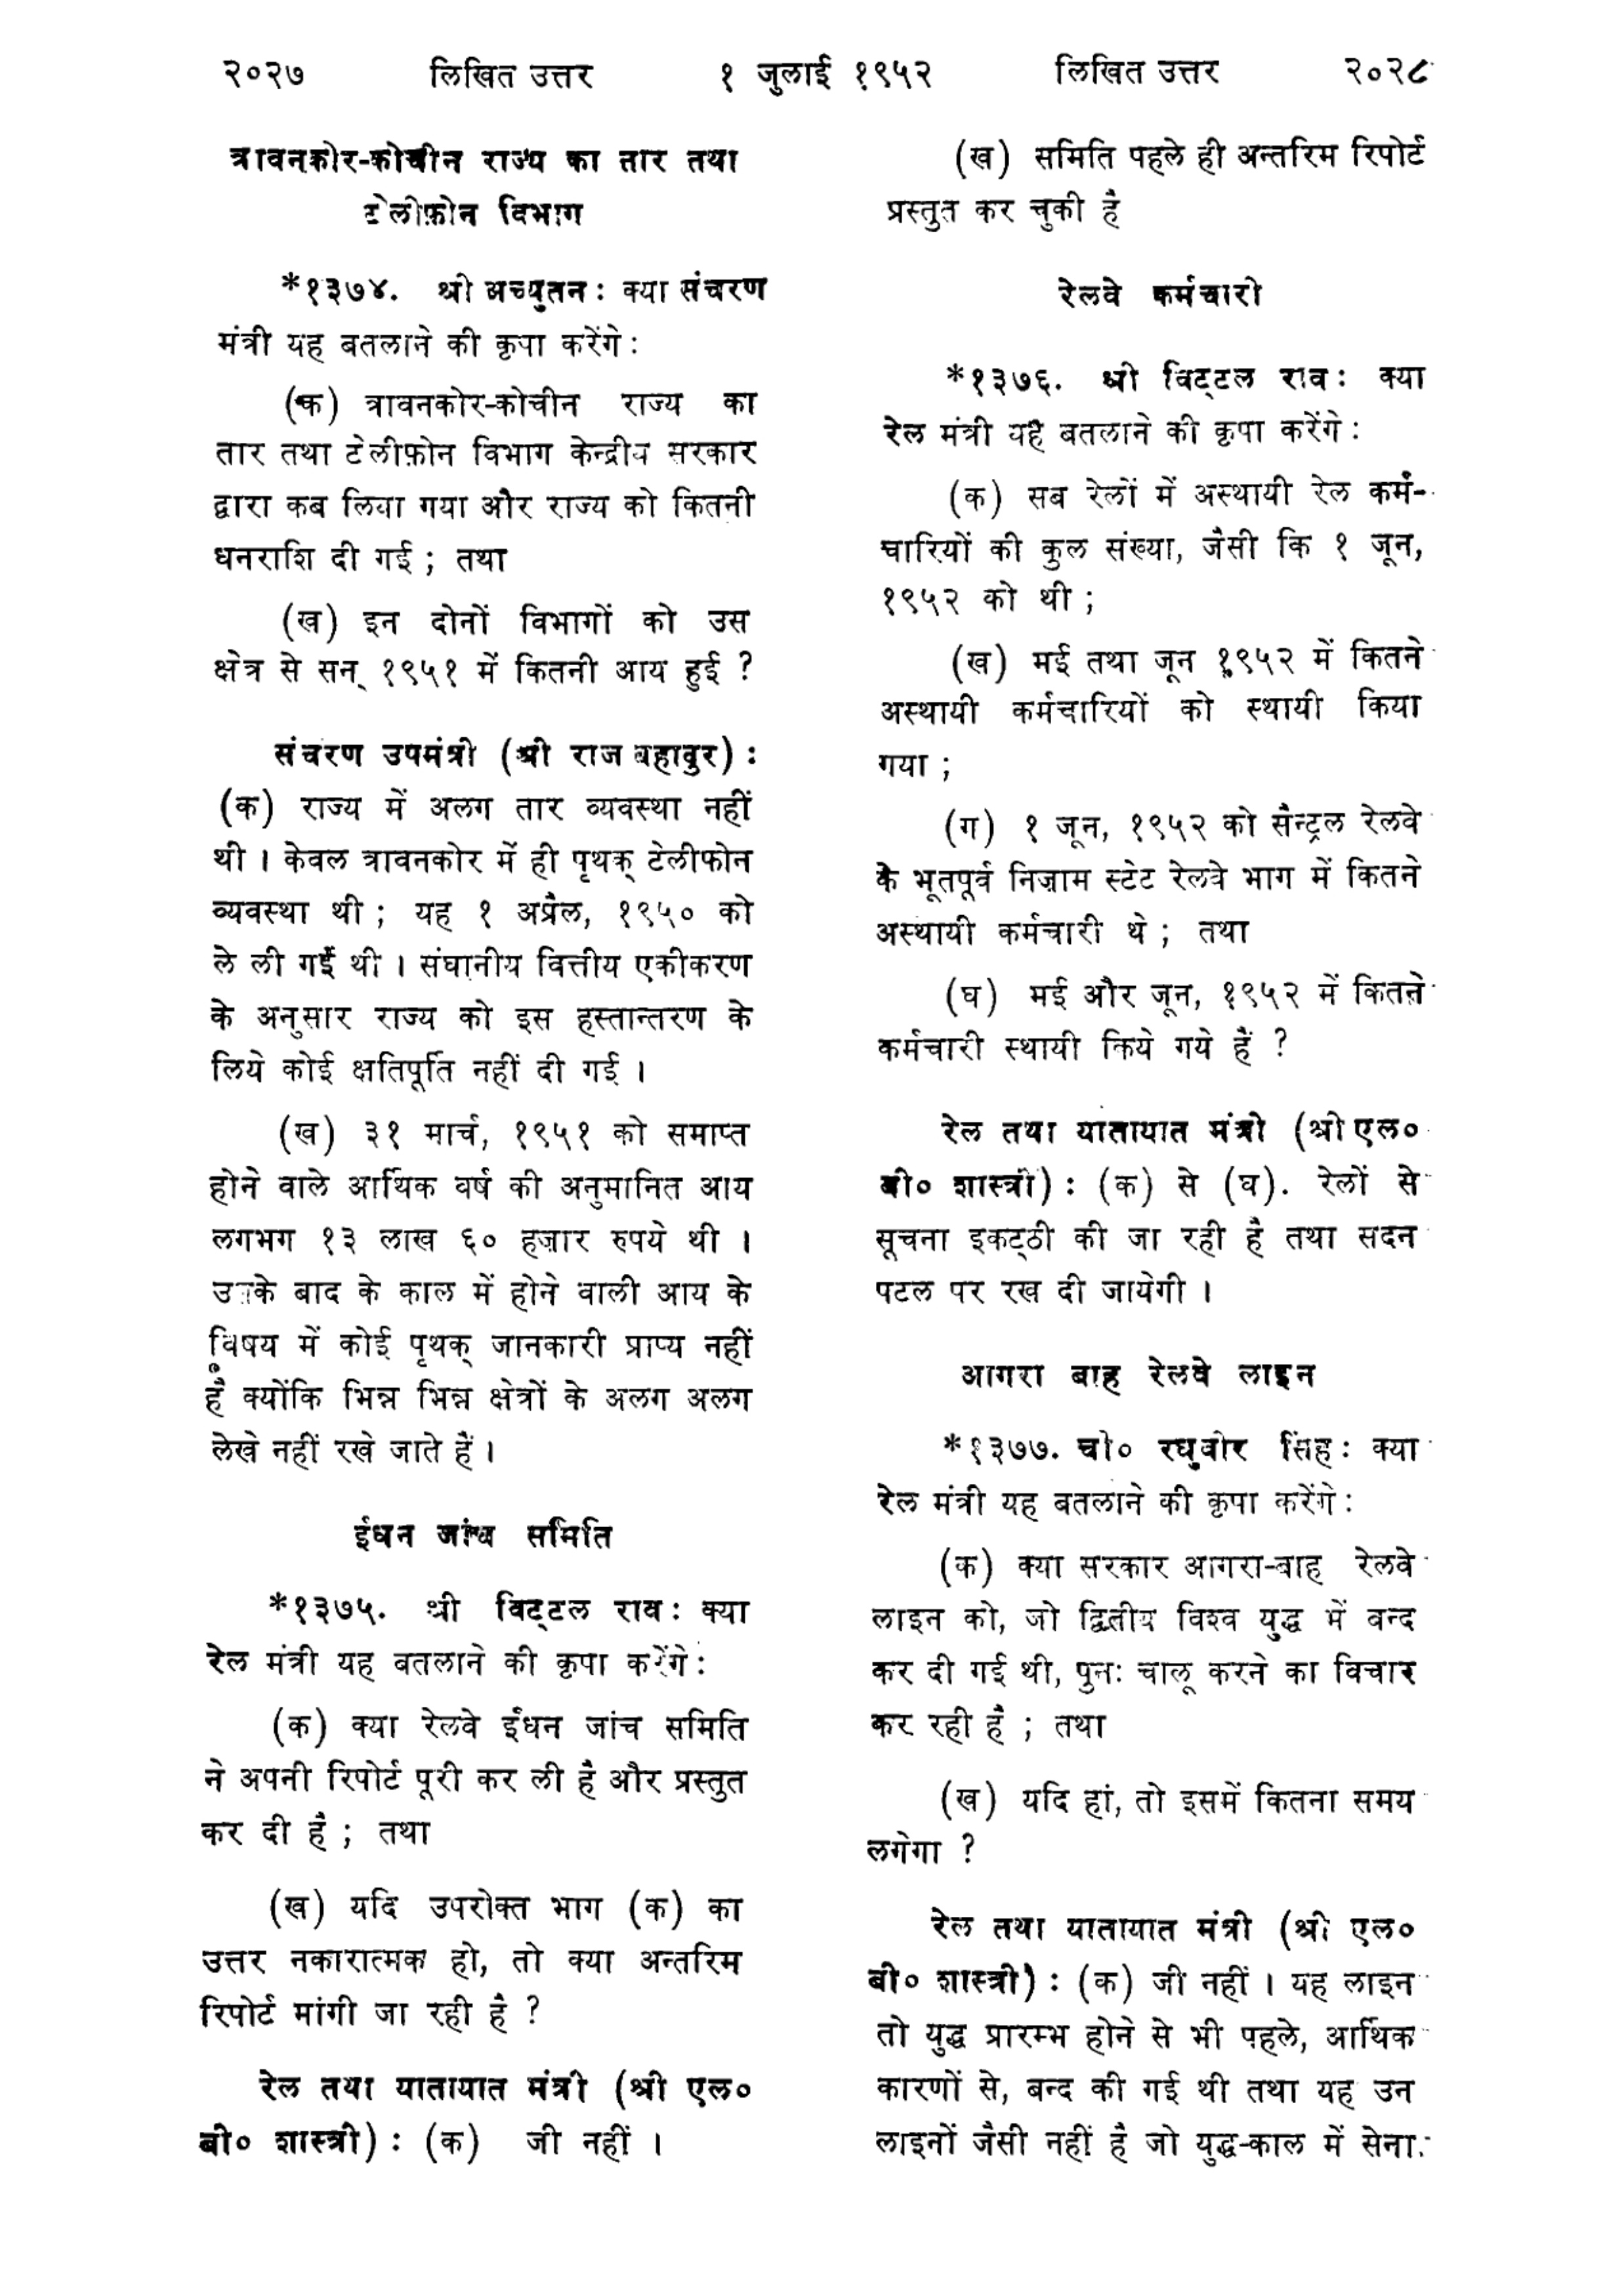 २०२७ लिखित उत्तर १ जुलाई १९५२ लिखित उत्तर २०२८
त्रावनकोर-कोचीन राज्य का तार तथा
टेलीफ़ोन विभाग
*१३७४. श्री अच्युतन : क्या संचरण
मंत्री यह बतलाने की कृपा करेंगे :
(क) त्रावनकोर-कोचीन राज्य का
तार तथा टेलीफ़ोन विभाग केन्द्रीय सरकार
द्वारा कब लिया गया और राज्य को कितनी
धनराशि दी गई ; तथा
(ख) इन दोनों विभागों को उस
क्षेत्र से सन् १९५१ में कितनी आय हुई ?
संचरण उपमंत्री (श्री राज बहादुर) :
(क) राज्य में अलग तार व्यवस्था नहीं
थी । केवल त्रावनकोर में ही पृथक् टेलीफोन
व्यवस्था थी ; यह १ अप्रैल, १९५० को
ले ली गई थी । संघानीय वित्तीय एकीकरण
के अनुसार राज्य को इस हस्तान्तरण के
लिये कोई क्षतिपूर्ति नहीं दी गई ।
(ख) ३१ मार्च, १९५१ को समाप्त
होने वाले आर्थिक वर्ष की अनुमानित आय
लगभग १३ लाख ६० हज़ार रुपये थी ।
उसके बाद के काल में होने वाली आय के
विषय में कोई पृथक् जानकारी प्राप्य नहीं
है क्योंकि भिन्न भिन्न क्षेत्रों के अलग अलग
लेखे नहीं रखे जाते हैं ।
ईंधन जांच समिति
*१३७५. श्री विट्टल राव : क्या
रेल मंत्री यह बतलाने की कृपा करेंगे :
(क) क्या रेलवे ईंधन जांच समिति
ने अपनी रिपोर्ट पूरी कर ली है और प्रस्तुत
कर दी है ; तथा
(ख) यदि उपरोक्त भाग (क) का
उत्तर नकारात्मक हो, तो क्या अन्तरिम
रिपोर्ट मांगी जा रही है ?
रेल तथा यातायात मंत्री (श्री एल०
बी० शास्त्री) : (क) जी नहीं ।
(ख) समिति पहले ही अन्तरिम रिपोर्ट
प्रस्तुत कर चुकी है
रेलवे कर्मचारी
*१३७६. श्री विट्टल राव : क्या
रेल मंत्री यह बतलाने की कृपा करेंगे :
(क) सब रेलों में अस्थायी रेल कर्म-
चारियों की कुल संख्या, जैसी कि १ जून,
१९५२ को थी ;
(ख) मई तथा जून १९५२ में कितने
अस्थायी कर्मचारियों को स्थायी किया
गया ;
(ग) १ जून, १९५२ को सैन्ट्रल रेलवे
के भूतपूर्व निज़ाम स्टेट रेलवे भाग में कितने
अस्थायी कर्मचारी थे ; तथा
(घ) मई और जून, १९५२ में कितने
कर्मचारी स्थायी किये गये हैं ?
रेल तथा यातायात मंत्री (श्री एल०
बी० शास्त्री) : (क) से (घ). रेलों से
सूचना इकट्ठी की जा रही है तथा सदन
पटल पर रख दी जायेगी ।
आगरा बाह रेलवे लाइन
*१३७७. चौ० रघुवीर सिंह : क्या
रेल मंत्री यह बतलाने की कृपा करेंगे :
(क) क्या सरकार आगरा-बाह रेलवे
लाइन को, जो द्वितीय विश्व युद्ध में बन्द
कर दी गई थी, पुनः चालू करने का विचार
कर रही है ; तथा
(ख) यदि हां, तो इसमें कितना समय
लगेगा ?
रेल तथा यातायात मंत्री (श्री एल०
बी० शास्त्री) : (क) जी नहीं । यह लाइन
तो युद्ध प्रारम्भ होने से भी पहले, आर्थिक
कारणों से, बन्द की गई थी तथा यह उन
लाइनों जैसी नहीं है जो युद्ध-काल में सेना